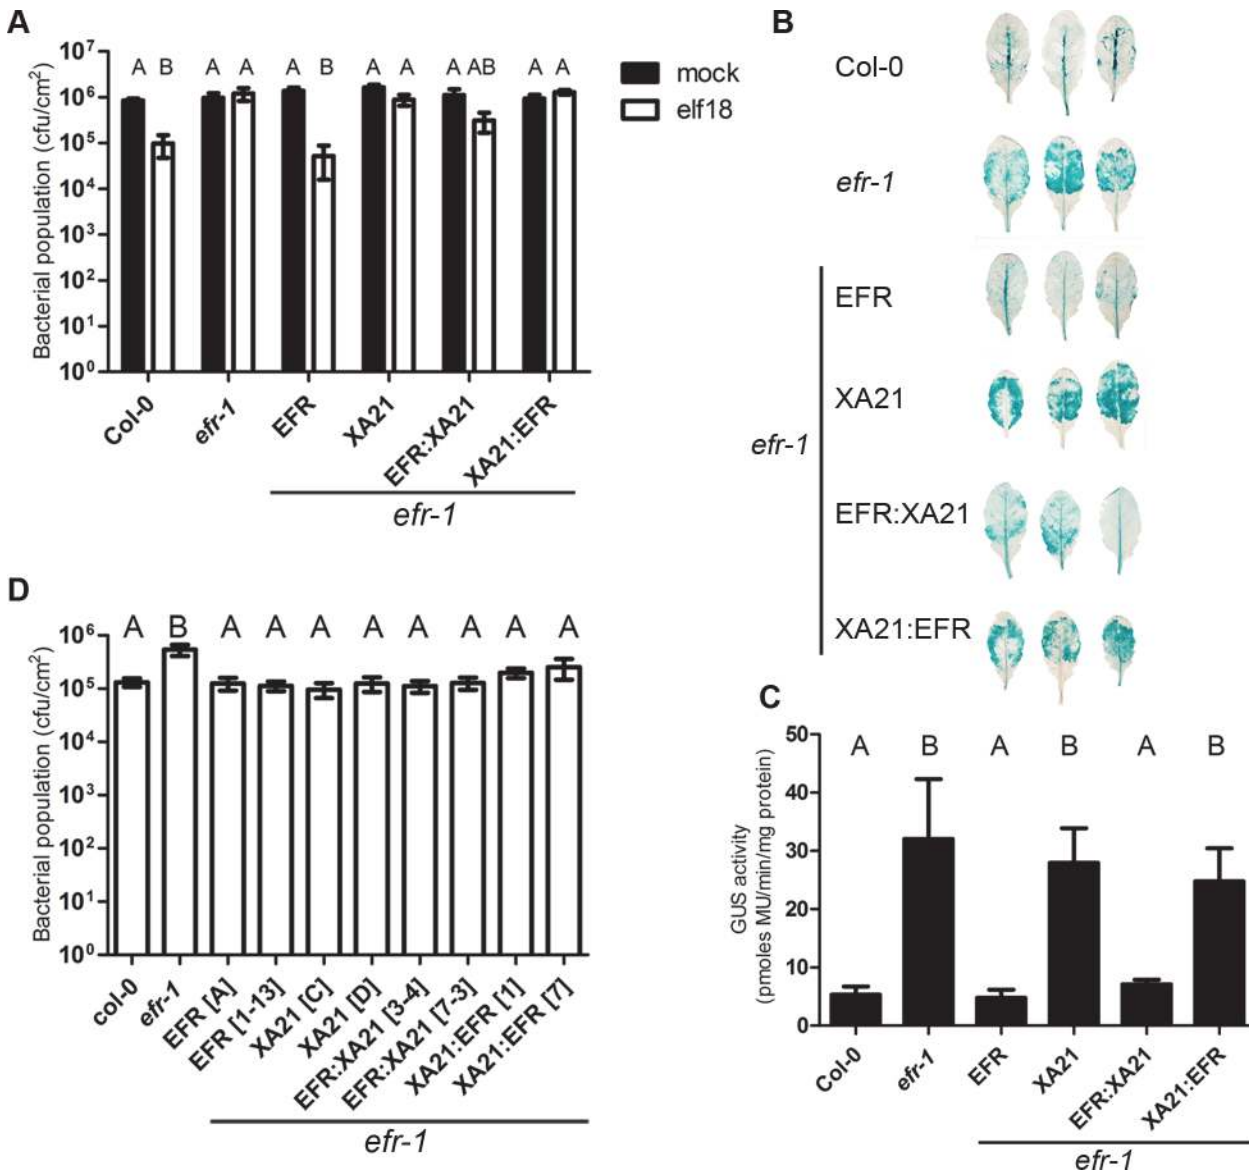 A
Bacterial population (cfu/cm²)
10⁷
10⁶
10⁵
10⁴
10³
10²
10¹
10⁰
A B A A A B A A A AB A A
Col-0
efr-1
EFR
XA21
EFR:XA21
XA21:EFR
efr-1
mock
elf18
B
Col-0
efr-1
EFR
XA21
EFR:XA21
XA21:EFR
efr-1
D
Bacterial population (cfu/cm²)
10⁶
10⁵
10⁴
10³
10²
10¹
10⁰
A B A A A A A A A A
col-0
efr-1
EFR [A]
EFR [1-13]
XA21 [C]
XA21 [D]
EFR:XA21 [3-4]
EFR:XA21 [7-3]
XA21:EFR [1]
XA21:EFR [7]
efr-1
C
GUS activity
(pmoles MU/min/mg protein)
50
40
30
20
10
0
A B A B A B
Col-0
efr-1
EFR
XA21
EFR:XA21
XA21:EFR
efr-1